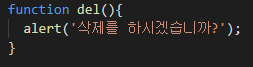 function del(){
  alert('삭제를 하시겠습니까?');
}